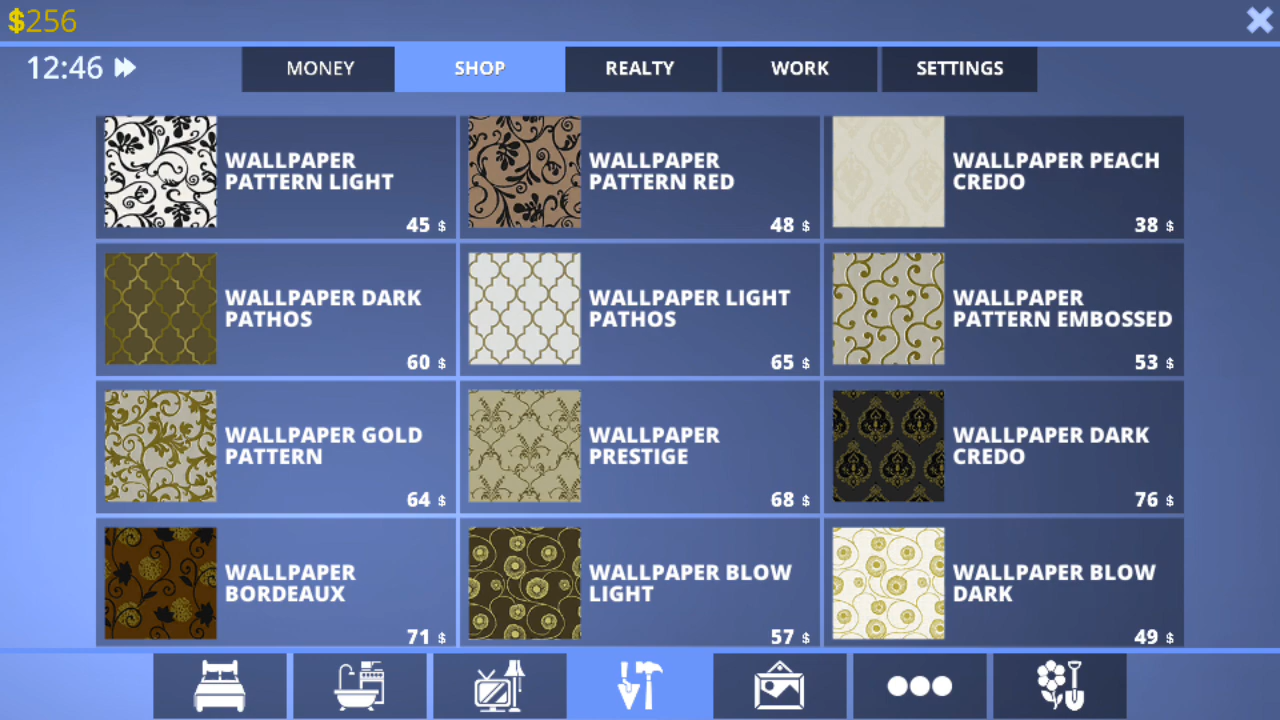 $256
12:46
MONEY
SHOP
REALTY
WORK
SETTINGS
WALLPAPER
PATTERN LIGHT
45 $
WALLPAPER
PATTERN RED
48 $
WALLPAPER PEACH
CREDO
38 $
WALLPAPER DARK
PATHOS
60 $
WALLPAPER LIGHT
PATHOS
65 $
WALLPAPER
PATTERN EMBOSSED
53 $
WALLPAPER GOLD
PATTERN
64 $
WALLPAPER
PRESTIGE
68 $
WALLPAPER DARK
CREDO
76 $
WALLPAPER
BORDEAUX
71 $
WALLPAPER BLOW
LIGHT
57 $
WALLPAPER BLOW
DARK
49 $